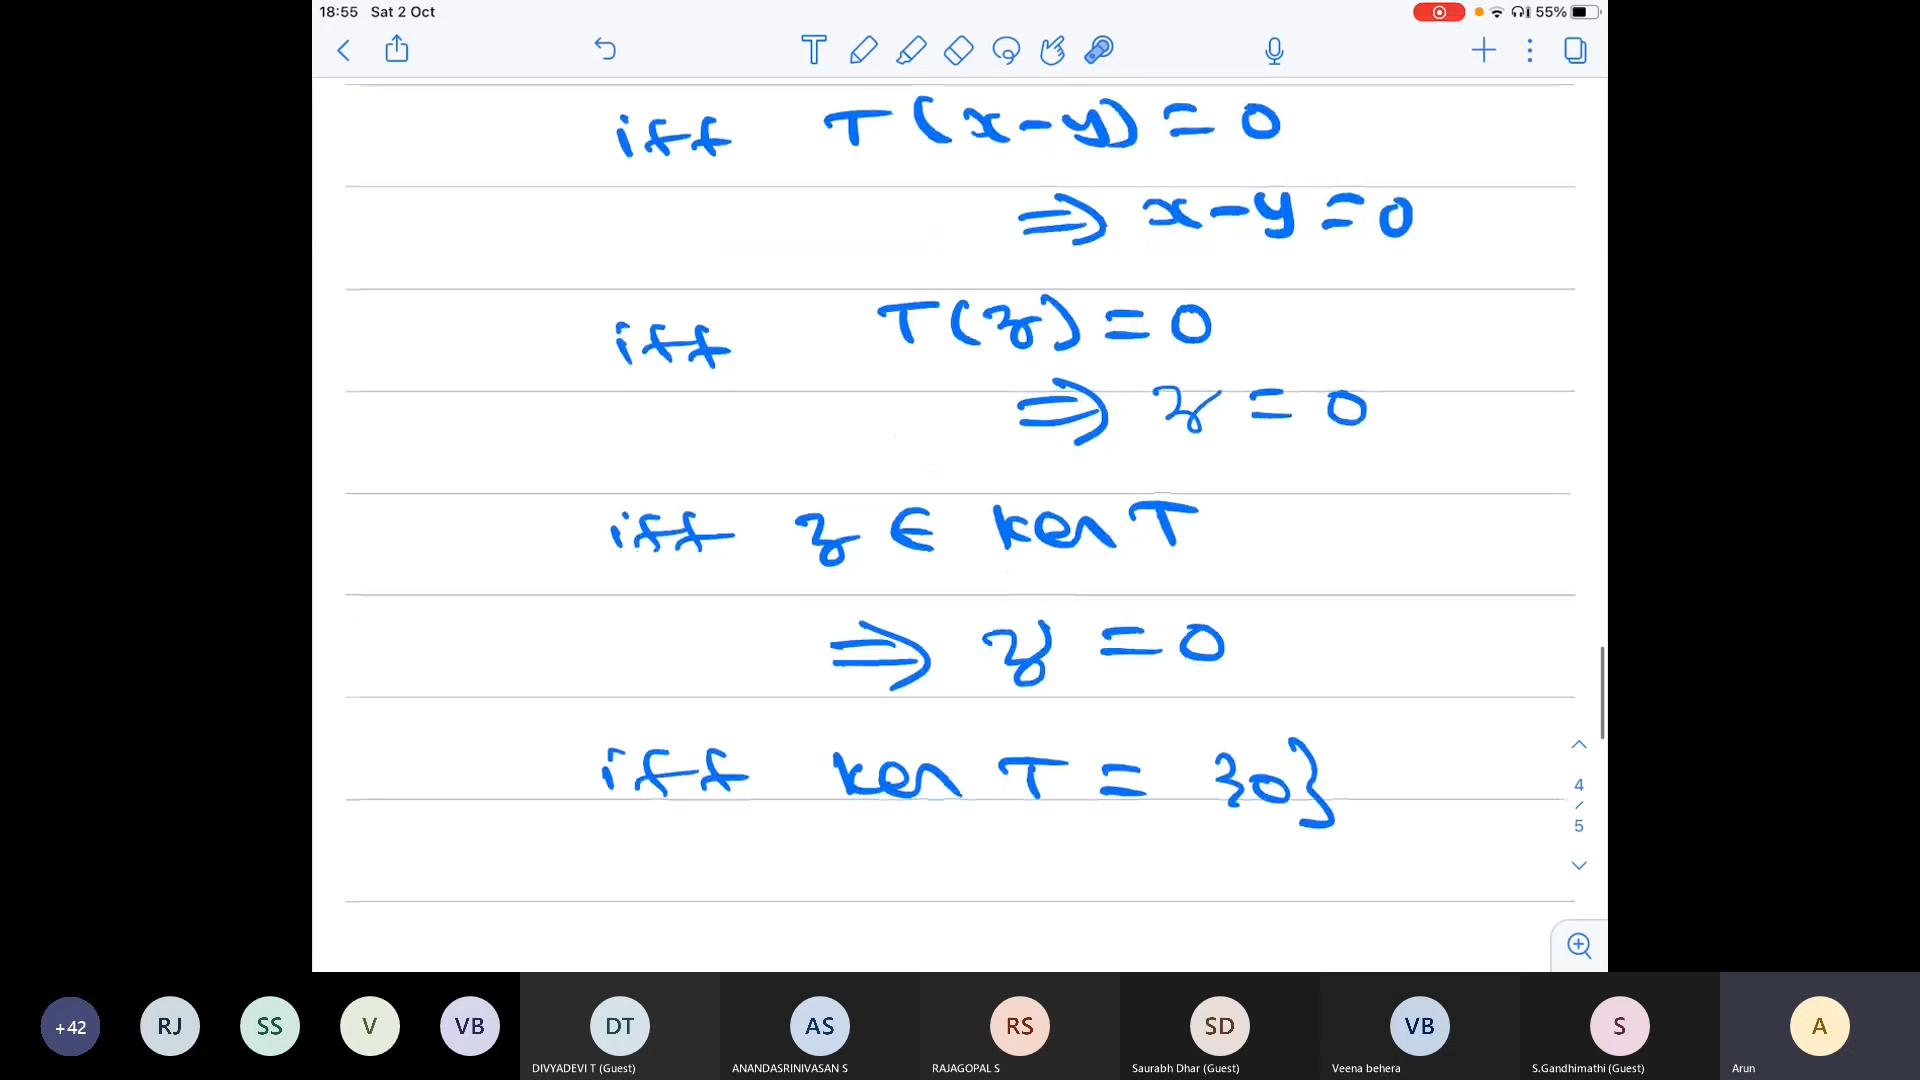 18:55 Sat 2 Oct 55%
iff T(x-y) = 0
⇒ x-y = 0
iff T(z) = 0
⇒ z = 0
iff z ∈ ker T
⇒ z = 0
iff ker T = {0}
4
/
5
+42 RJ SS V VB DT AS RS SD VB S A
DIVYADEVI T (Guest) ANANDASRINIVASAN S RAJAGOPAL S Saurabh Dhar (Guest) Veena behera S.Gandhimathi (Guest) Arun